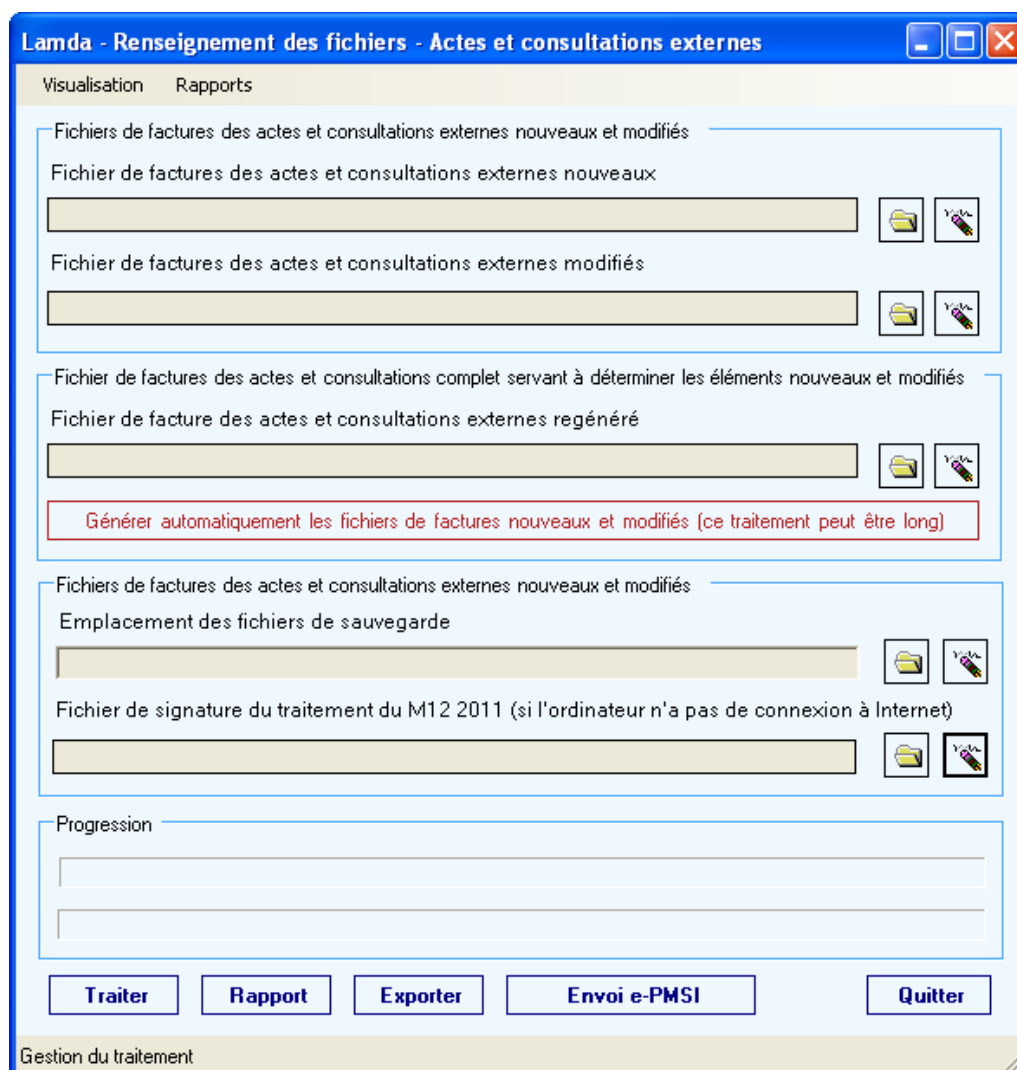 Lamda - Renseignement des fichiers - Actes et consultations externes
Visualisation Rapports
Fichiers de factures des actes et consultations externes nouveaux et modifiés
Fichier de factures des actes et consultations externes nouveaux
Fichier de factures des actes et consultations externes modifiés
Fichier de factures des actes et consultations complet servant à déterminer les éléments nouveaux et modifiés
Fichier de facture des actes et consultations externes regénéré
Générer automatiquement les fichiers de factures nouveaux et modifiés (ce traitement peut être long)
Fichiers de factures des actes et consultations externes nouveaux et modifiés
Emplacement des fichiers de sauvegarde
Fichier de signature du traitement du M12 2011 (si l'ordinateur n'a pas de connexion à Internet)
Progression
Traiter Rapport Exporter Envoi e-PMSI Quitter
Gestion du traitement